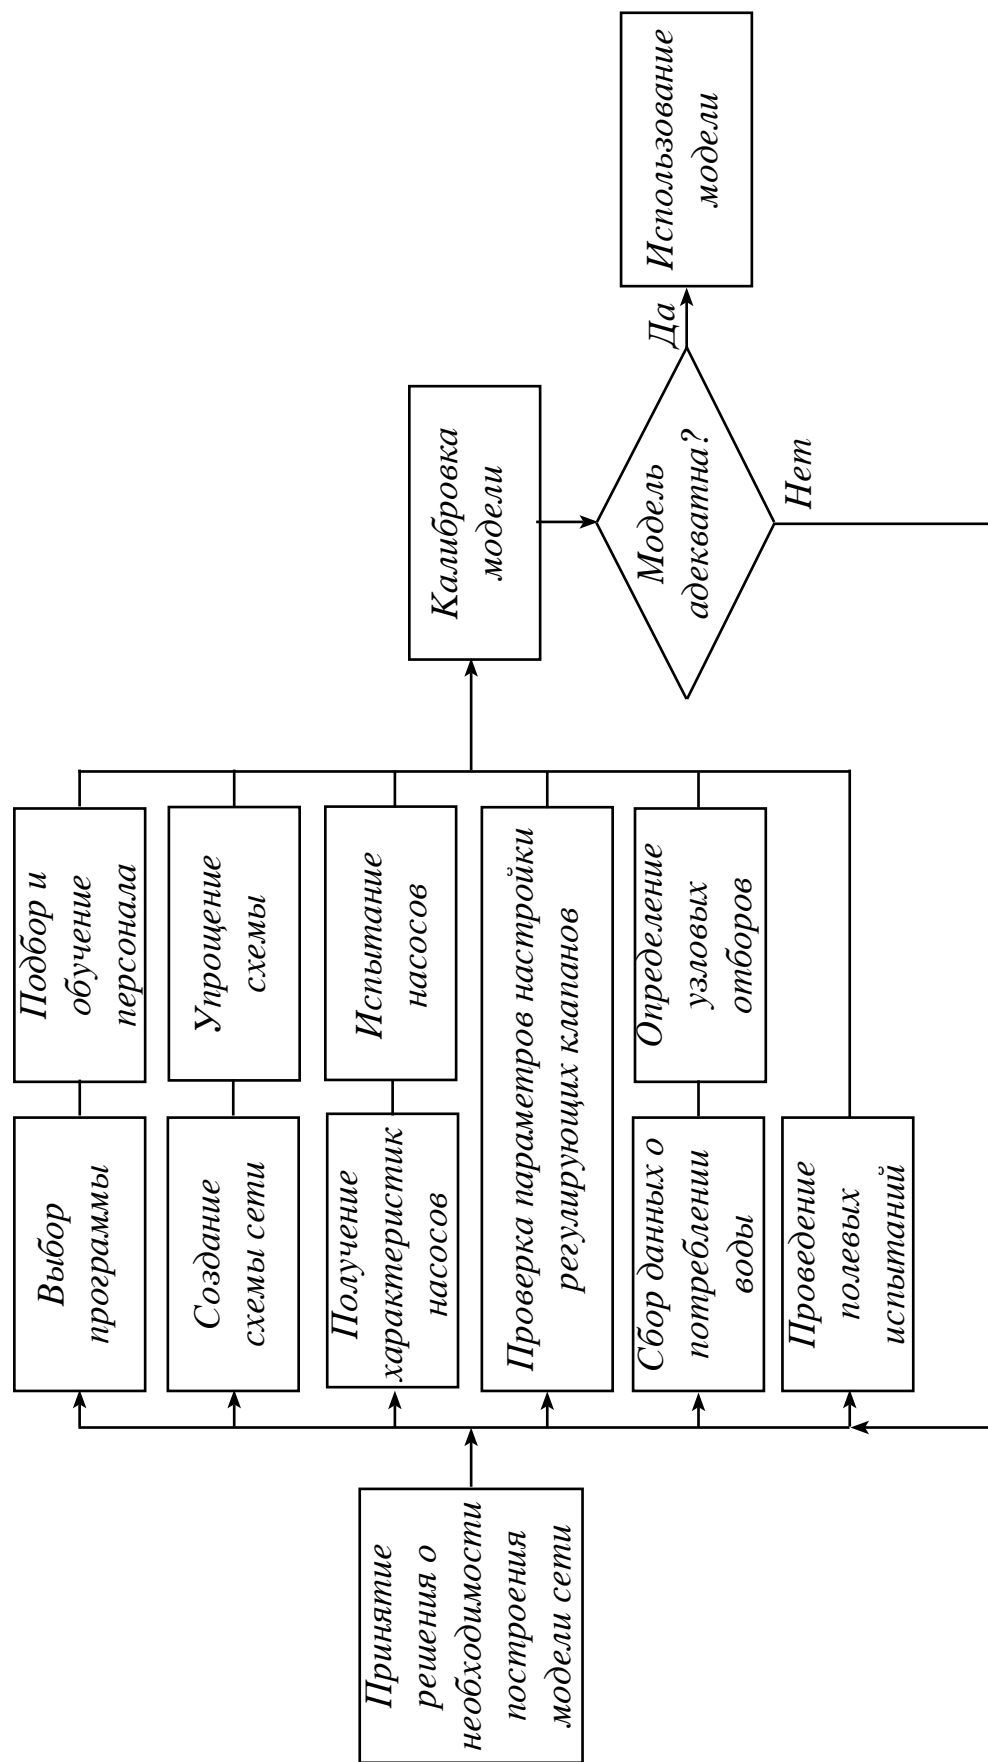 Принятие
решения о
необходимости
построения
модели сети
Выбор
программы
Подбор и
обучение
персонала
Создание
схемы сети
Упрощение
схемы
Получение
характеристик
насосов
Испытание
насосов
Проверка параметров настройки
регулирующих клапанов
Сбор данных о
потреблении
воды
Определение
узловых
отборов
Проведение
полевых
испытаний
Калибровка
модели
Модель
адекватна?
Да
Нет
Использование
модели